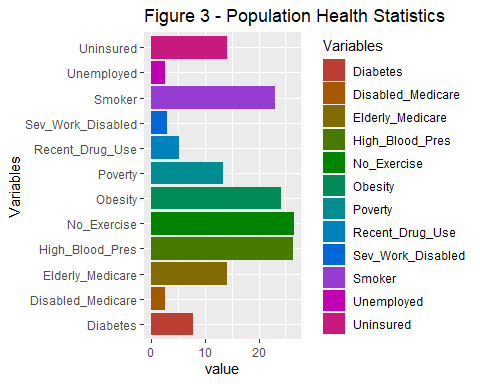 Figure 3 - Population Health Statistics
Variables
Uninsured
Unemployed
Smoker
Sev_Work_Disabled
Recent_Drug_Use
Poverty
Obesity
No_Exercise
High_Blood_Pres
Elderly_Medicare
Disabled_Medicare
Diabetes
0 10 20
value
Variables
Diabetes
Disabled_Medicare
Elderly_Medicare
High_Blood_Pres
No_Exercise
Obesity
Poverty
Recent_Drug_Use
Sev_Work_Disabled
Smoker
Unemployed
Uninsured